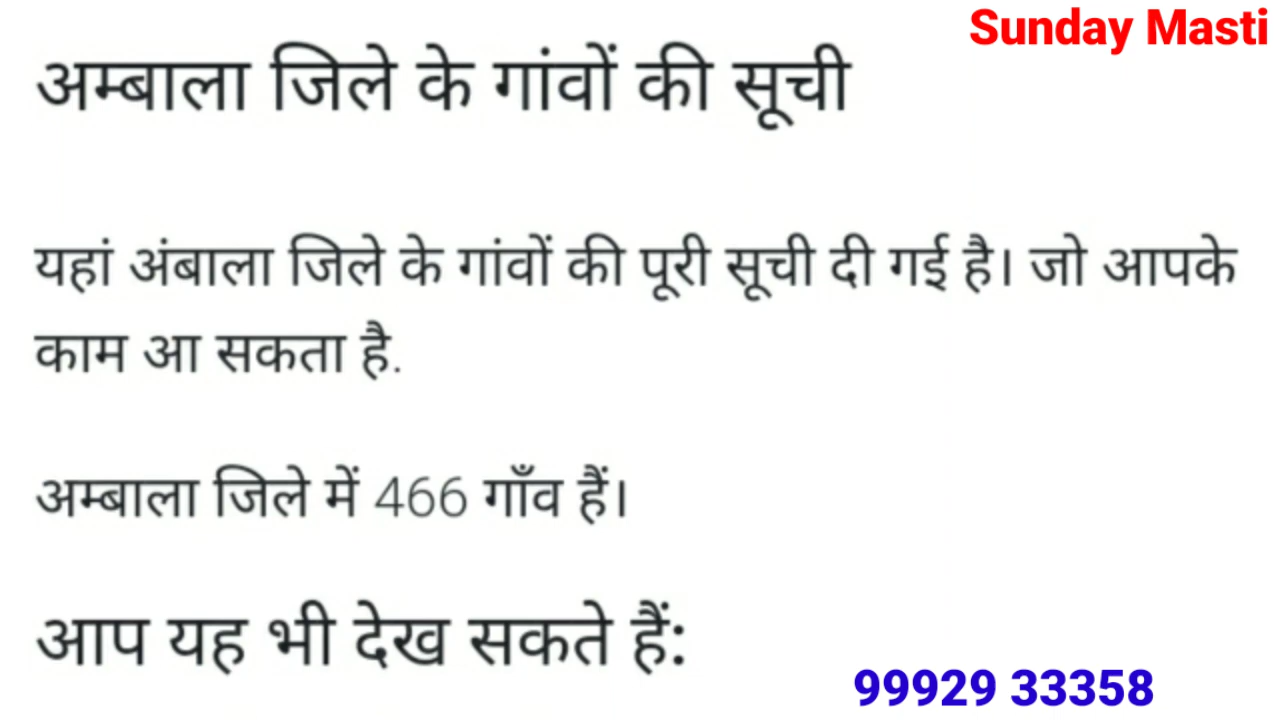 Sunday Masti
अम्बाला जिले के गांवों की सूची
यहां अंबाला जिले के गांवों की पूरी सूची दी गई है। जो आपके
काम आ सकता है.
अम्बाला जिले में 466 गाँव हैं।
आप यह भी देख सकते हैं:
99929 33358